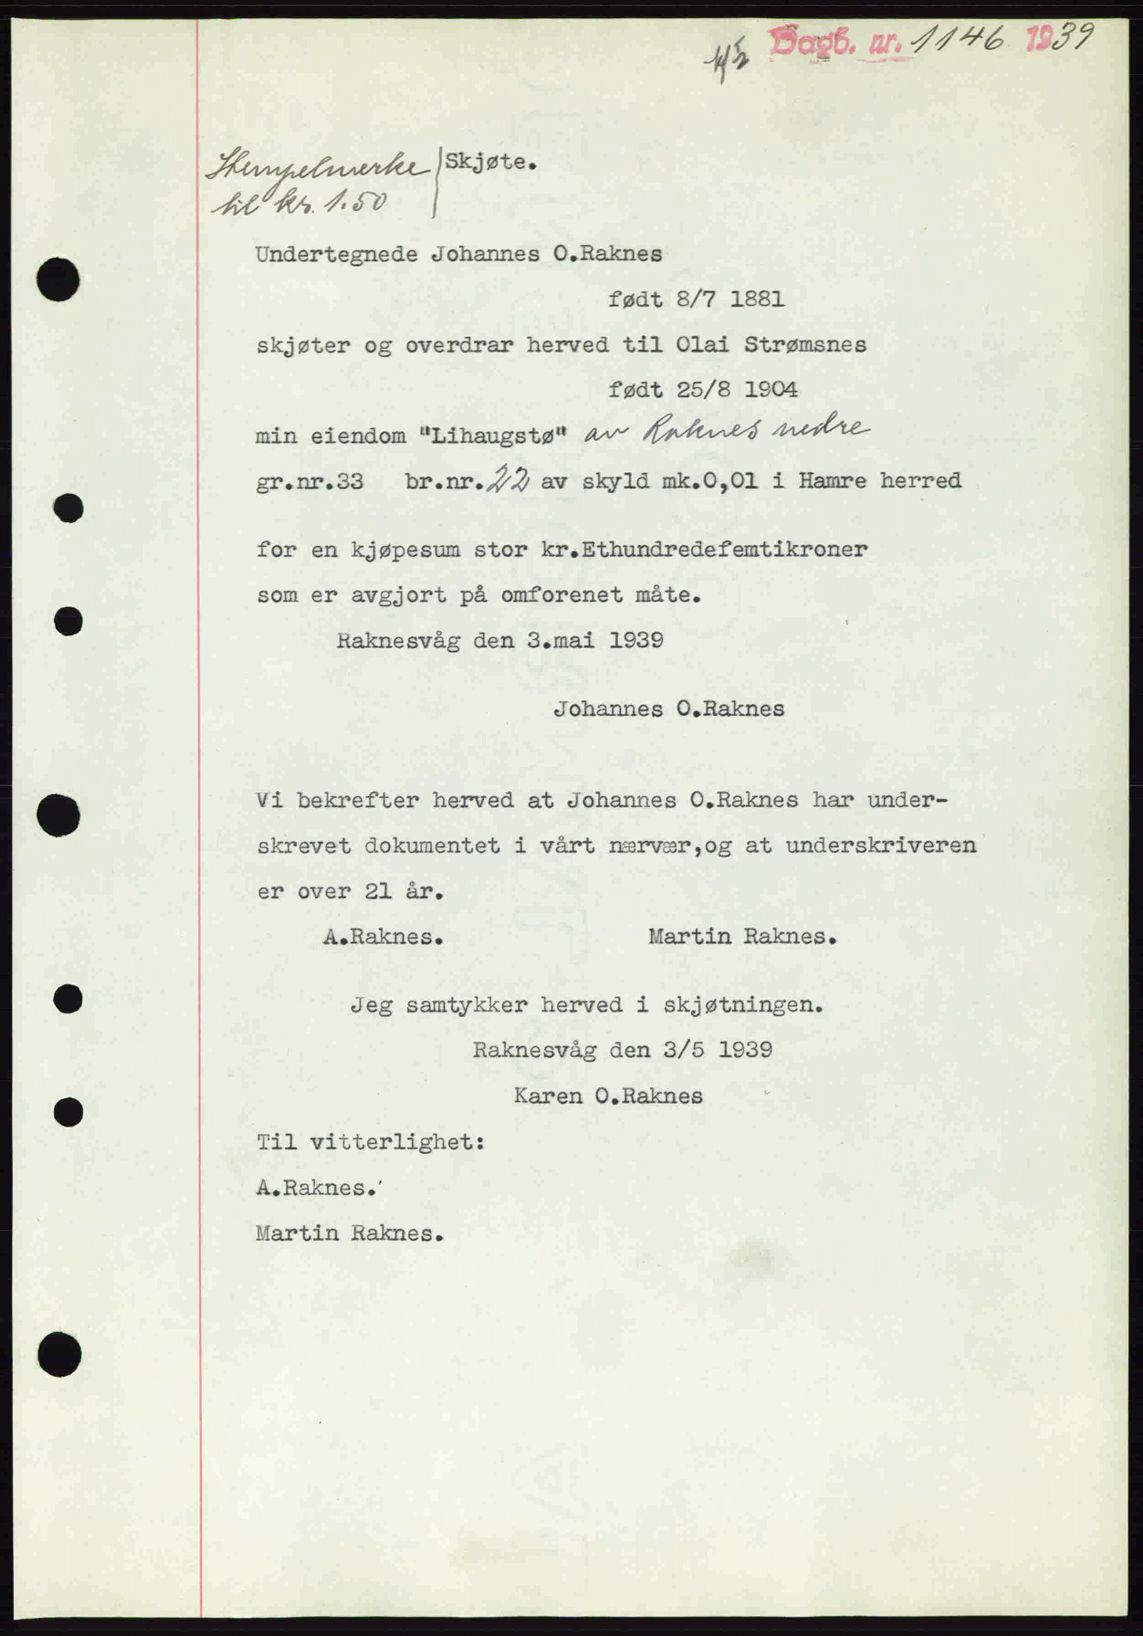 Dagb. nr. 1146 1939
Stempelmerke
til kr. 1.50
Skjøte.
Undertegnede Johannes O.Raknes
født 8/7 1881
skjøter og overdrar herved til Olai Strømsnes
født 25/8 1904
min eiendom "Lihaugstø" av Raknes nedre
gr.nr.33 br.nr.22 av skyld mk.0,01 i Hamre herred
for en kjøpesum stor kr.Ethundredefemtikroner
som er avgjort på omforenet måte.
Raknesvåg den 3.mai 1939
Johannes O.Raknes
Vi bekrefter herved at Johannes O.Raknes har under-
skrevet dokumentet i vårt nærvær,og at underskriveren
er over 21 år.
A.Raknes. Martin Raknes.
Jeg samtykker herved i skjøtningen.
Raknesvåg den 3/5 1939
Karen O.Raknes
Til vitterlighet:
A.Raknes.
Martin Raknes.